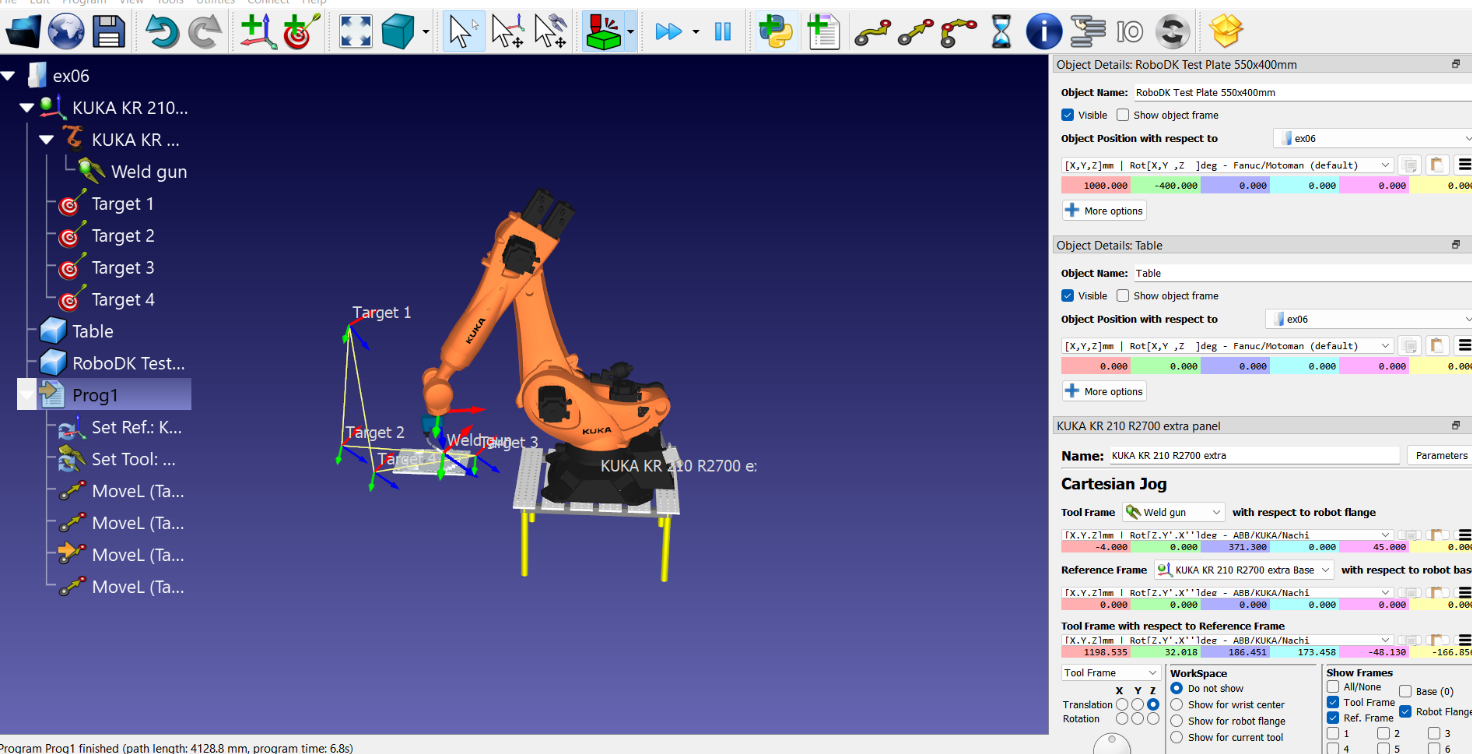 File Edit Program View Tools Utilities Connect Help
ex06
KUKA KR 210...
KUKA KR ...
Weld gun
Target 1
Target 2
Target 3
Target 4
Table
RoboDK Test...
Prog1
Set Ref.: K...
Set Tool: ...
MoveL (Ta...
MoveL (Ta...
MoveL (Ta...
MoveL (Ta...
Target 1
Target 2
Weld gun
Target 3
KUKA
KUKA
KUKA KR 210 R2700 e:
Object Details: RoboDK Test Plate 550x400mm
Object Name: RoboDK Test Plate 550x400mm
Visible Show object frame
Object Position with respect to ex06
[X,Y,Z]mm | Rot[X,Y ,Z ]deg - Fanuc/Motoman (default)
1000.000 -400.000 0.000 0.000 0.000 0.000
More options
Object Details: Table
Object Name: Table
Visible Show object frame
Object Position with respect to ex06
[X,Y,Z]mm | Rot[X,Y ,Z ]deg - Fanuc/Motoman (default)
0.000 0.000 0.000 0.000 0.000 0.000
More options
KUKA KR 210 R2700 extra panel
Name: KUKA KR 210 R2700 extra Parameters
Cartesian Jog
Tool Frame Weld gun with respect to robot flange
[X,Y,Z]mm | Rot[Z,Y',X'']deg - ABB/KUKA/Nachi
-4.000 0.000 371.300 0.000 45.000 0.000
Reference Frame KUKA KR 210 R2700 extra Base with respect to robot base
[X,Y,Z]mm | Rot[Z,Y',X'']deg - ABB/KUKA/Nachi
0.000 0.000 0.000 0.000 0.000 0.000
Tool Frame with respect to Reference Frame
[X,Y,Z]mm | Rot[Z,Y',X'']deg - ABB/KUKA/Nachi
1198.535 32.018 186.451 173.458 -48.130 -166.856
Tool Frame
X Y Z
Translation
Rotation
WorkSpace
Do not show
Show for wrist center
Show for robot flange
Show for current tool
Show Frames
All/None Base (0)
Tool Frame Robot Flange
Ref. Frame
1 2 3
4 5 6
Program Prog1 finished (path length: 4128.8 mm, program time: 6.8s)